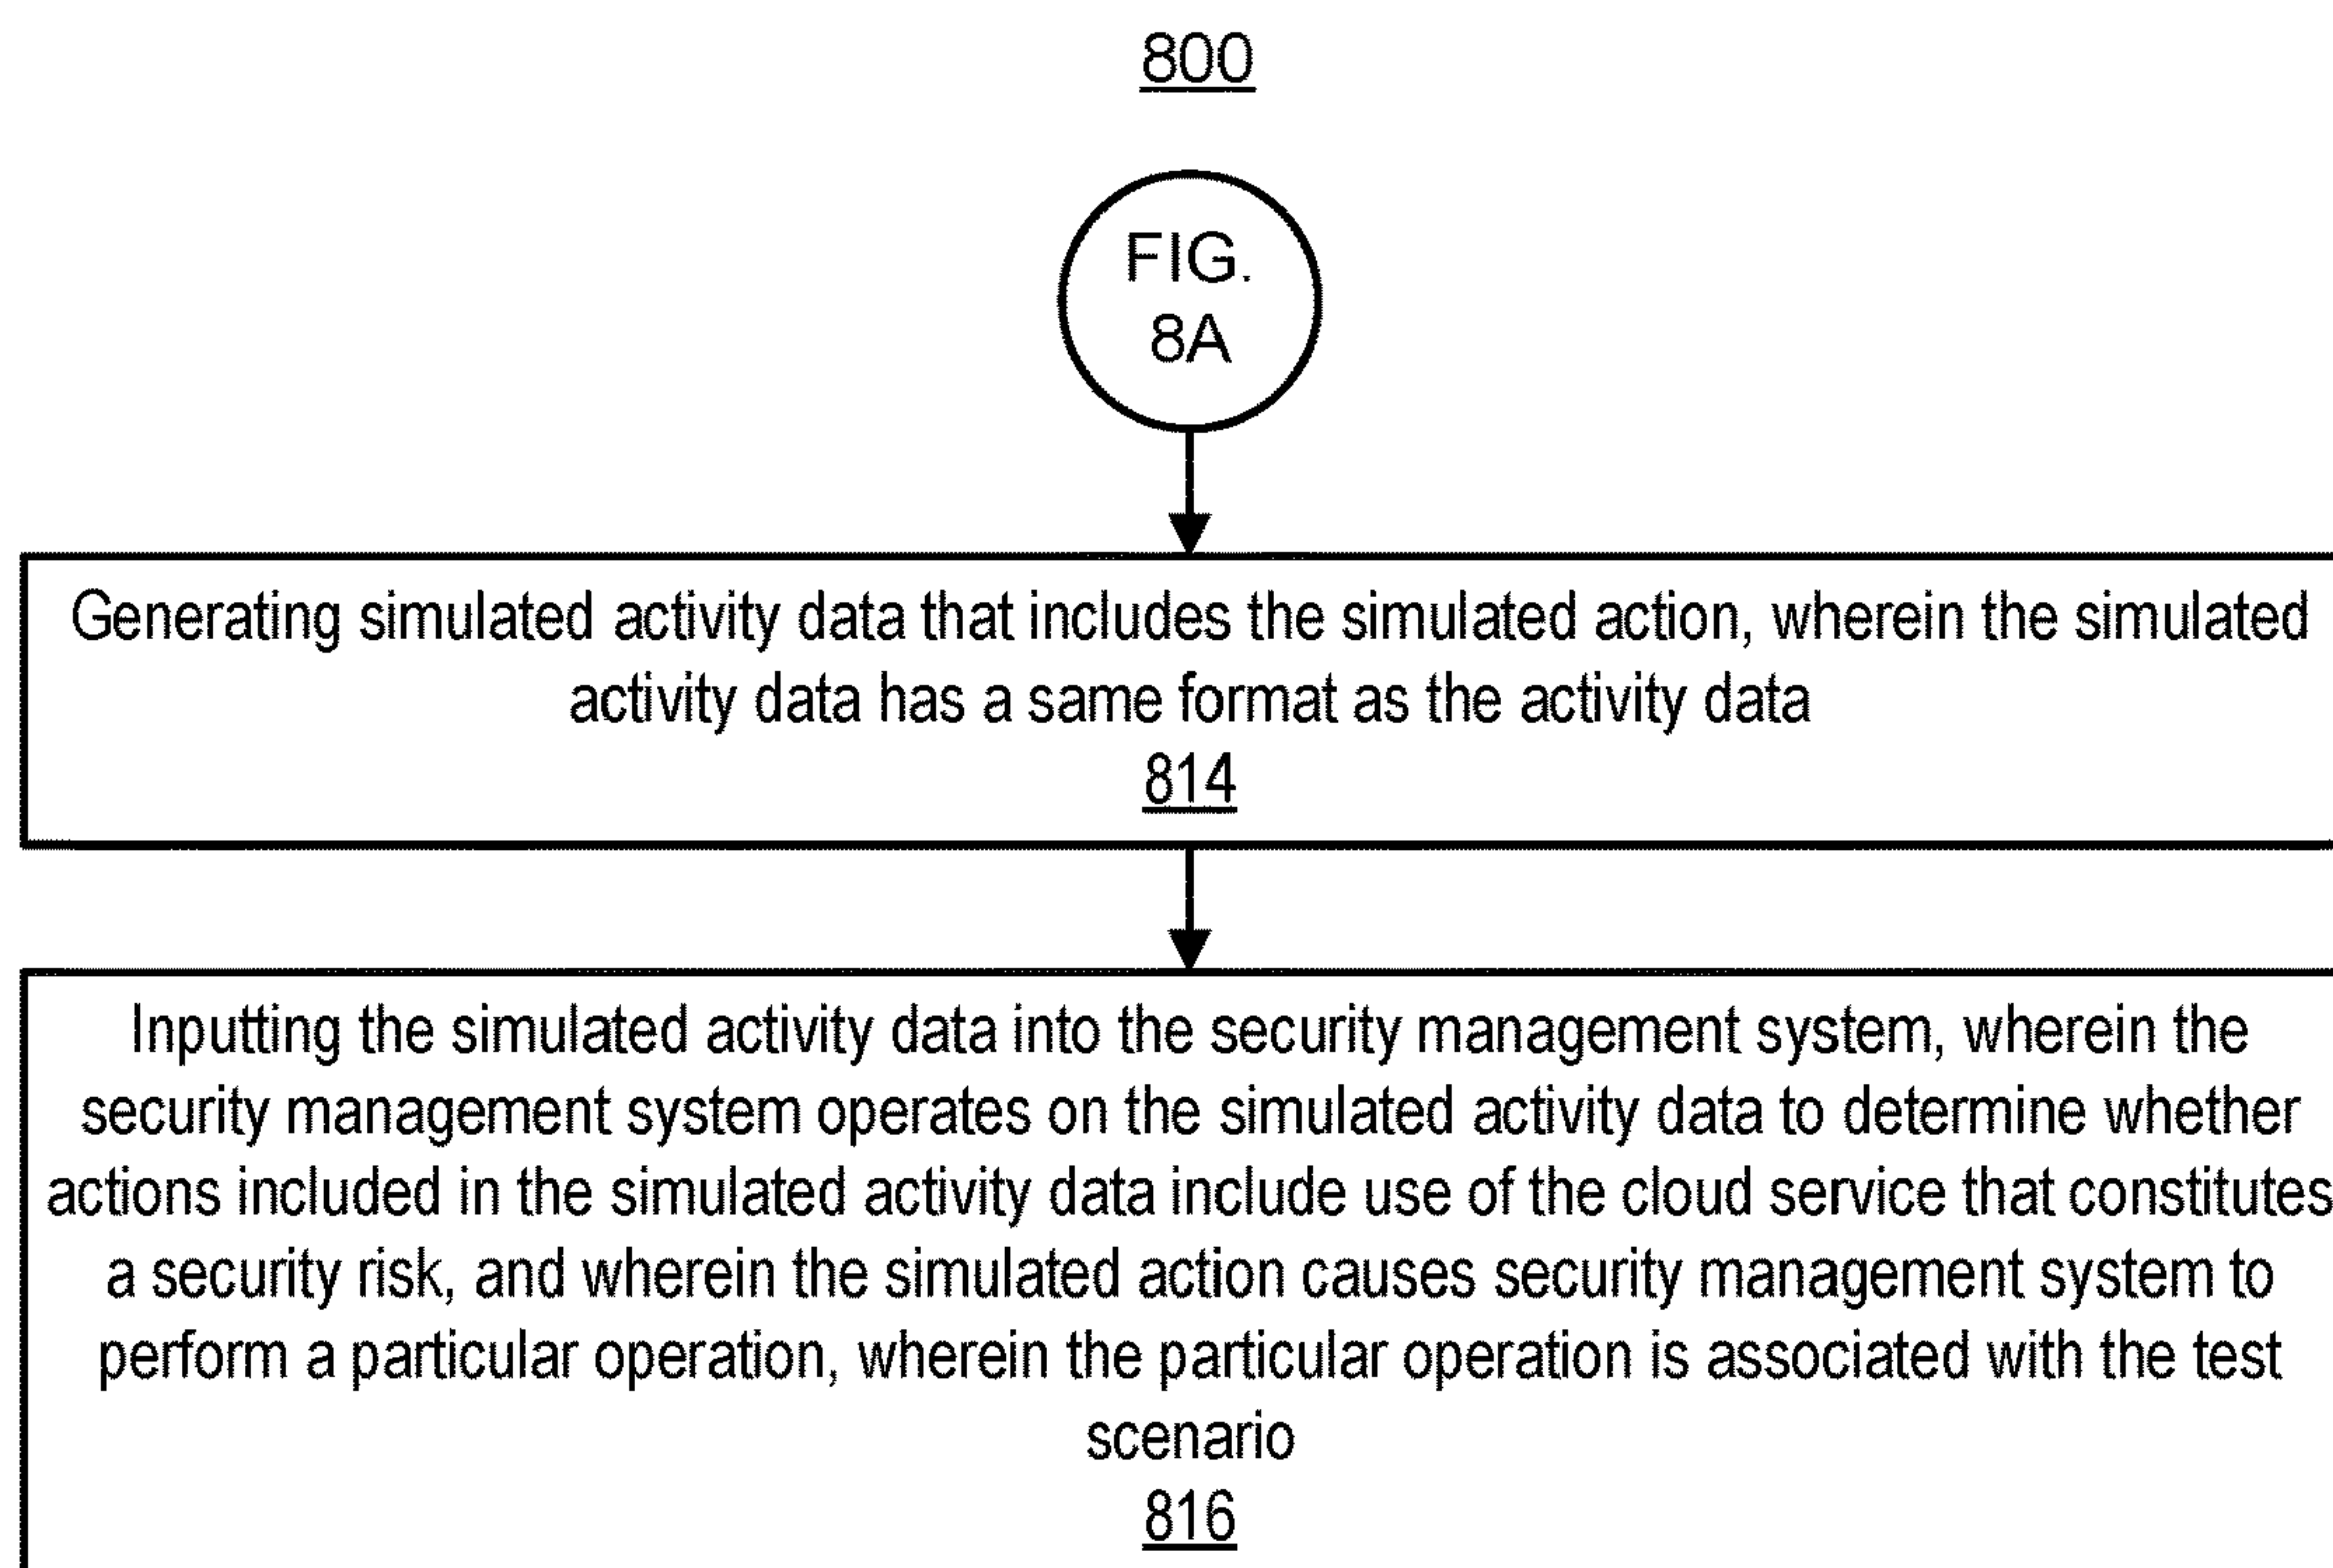 800
FIG.
8A
Generating simulated activity data that includes the simulated action, wherein the simulated
activity data has a same format as the activity data
814
Inputting the simulated activity data into the security management system, wherein the
security management system operates on the simulated activity data to determine whether
actions included in the simulated activity data include use of the cloud service that constitutes
a security risk, and wherein the simulated action causes security management system to
perform a particular operation, wherein the particular operation is associated with the test
scenario
816